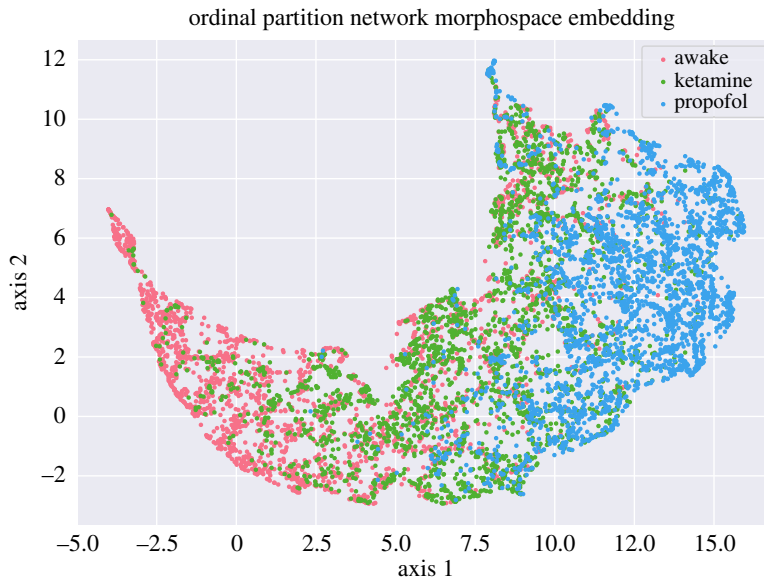 ordinal partition network morphospace embedding
awake
ketamine
propofol
12
10
8
6
4
2
0
–2
axis 2
–5.0 –2.5 0 2.5 5.0 7.5 10.0 12.5 15.0
axis 1